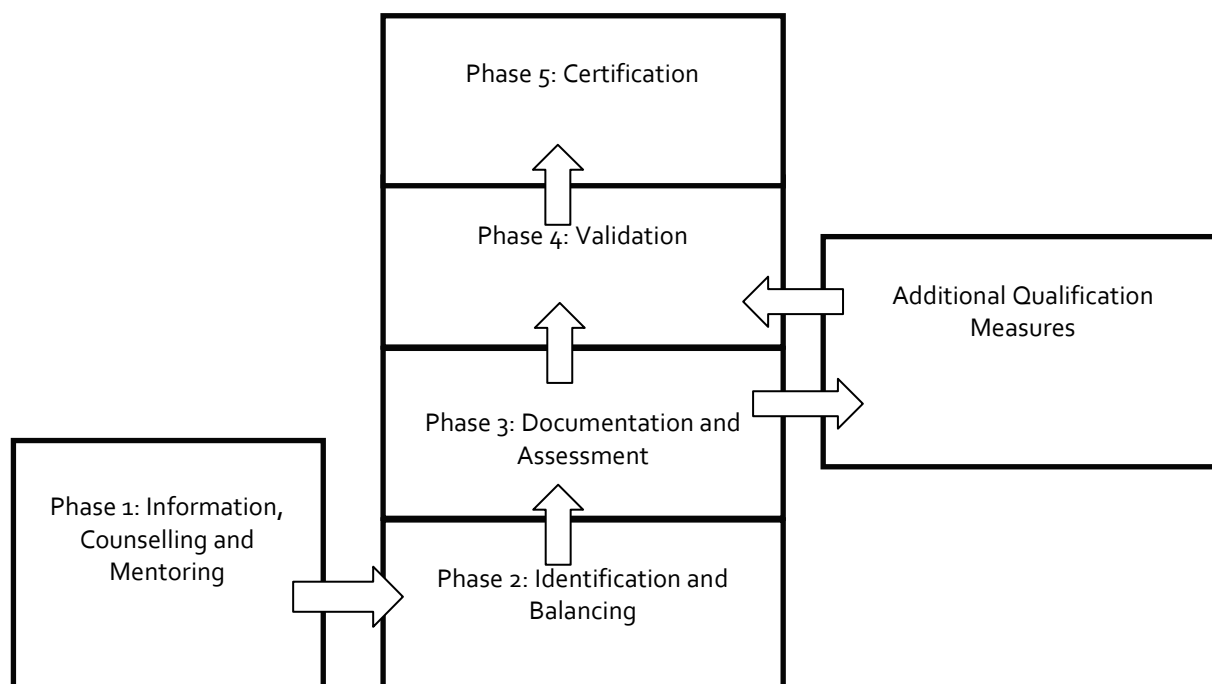 Phase 5: Certification
Phase 4: Validation
Additional Qualification
Measures
Phase 3: Documentation and
Assessment
Phase 1: Information,
Counselling and
Mentoring
Phase 2: Identification and
Balancing